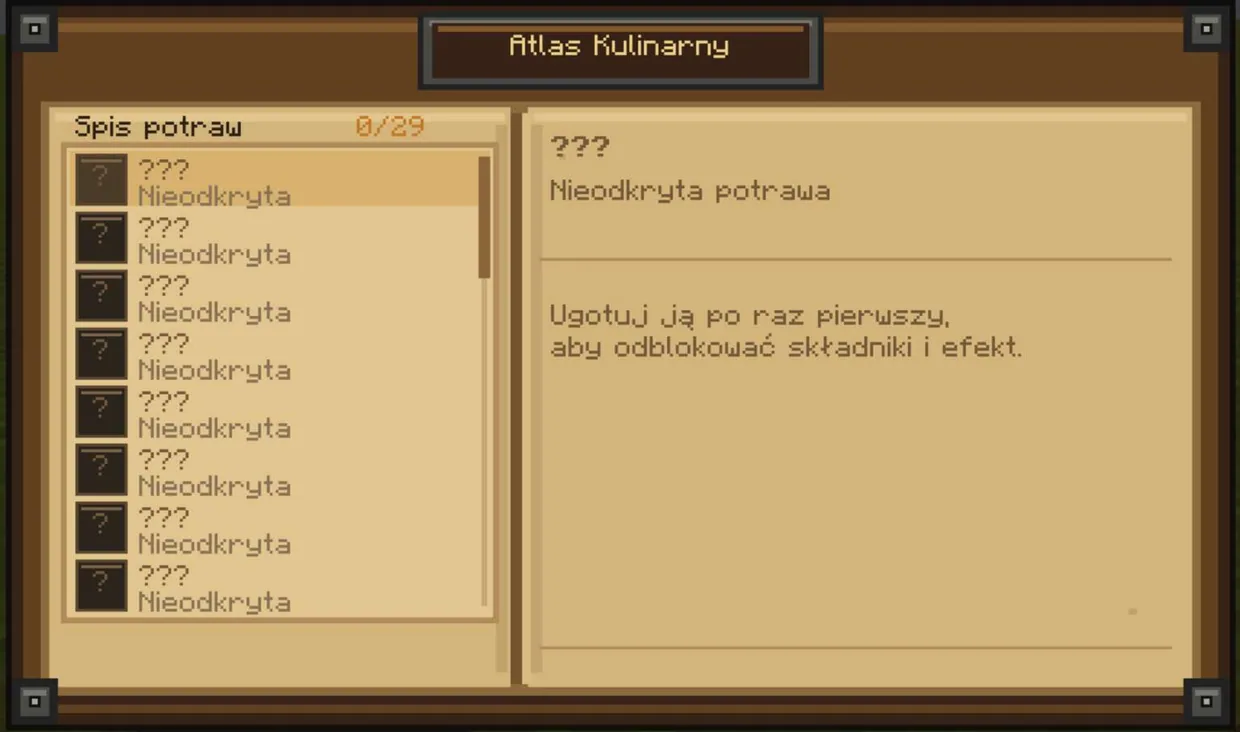 Atlas Kulinarny
Spis potraw 0/29
? ???
Nieodkryta
? ???
Nieodkryta
? ???
Nieodkryta
? ???
Nieodkryta
? ???
Nieodkryta
? ???
Nieodkryta
? ???
Nieodkryta
? ???
Nieodkryta
???
Nieodkryta potrawa
Ugotuj ją po raz pierwszy,
aby odblokować składniki i efekt.